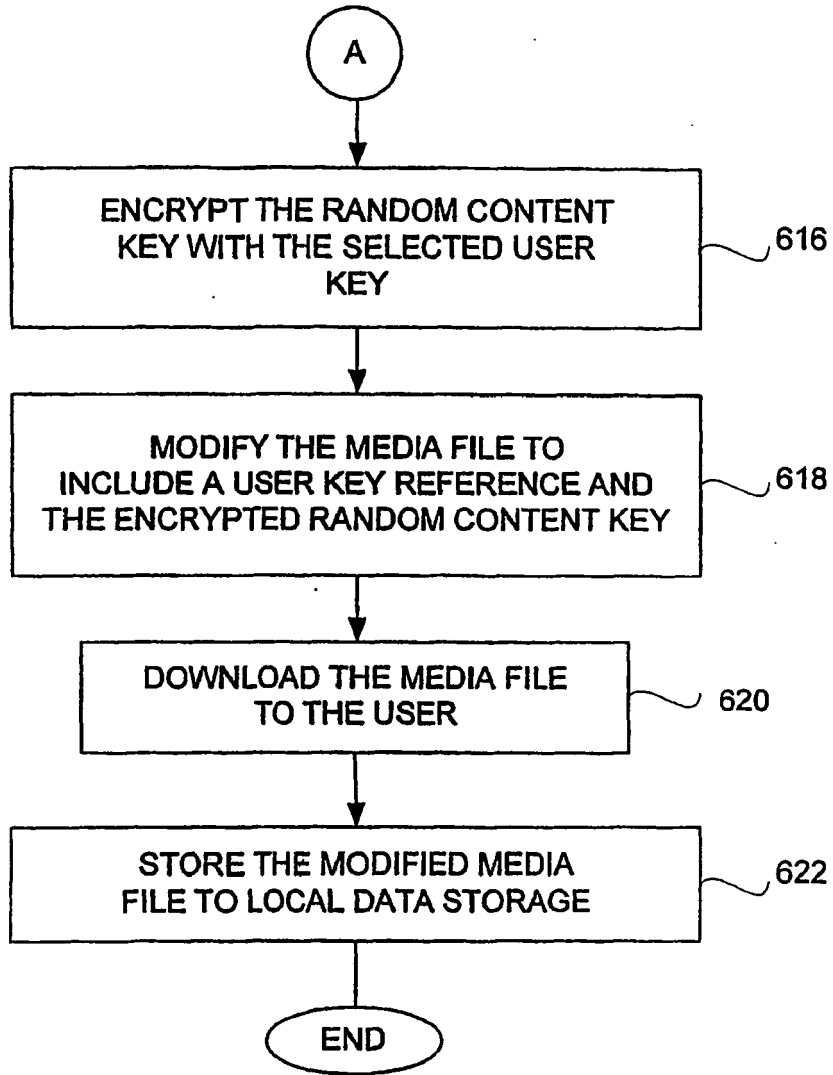 A
ENCRYPT THE RANDOM CONTENT
KEY WITH THE SELECTED USER
KEY
616
MODIFY THE MEDIA FILE TO
INCLUDE A USER KEY REFERENCE AND
THE ENCRYPTED RANDOM CONTENT KEY
618
DOWNLOAD THE MEDIA FILE
TO THE USER
620
STORE THE MODIFIED MEDIA
FILE TO LOCAL DATA STORAGE
622
END